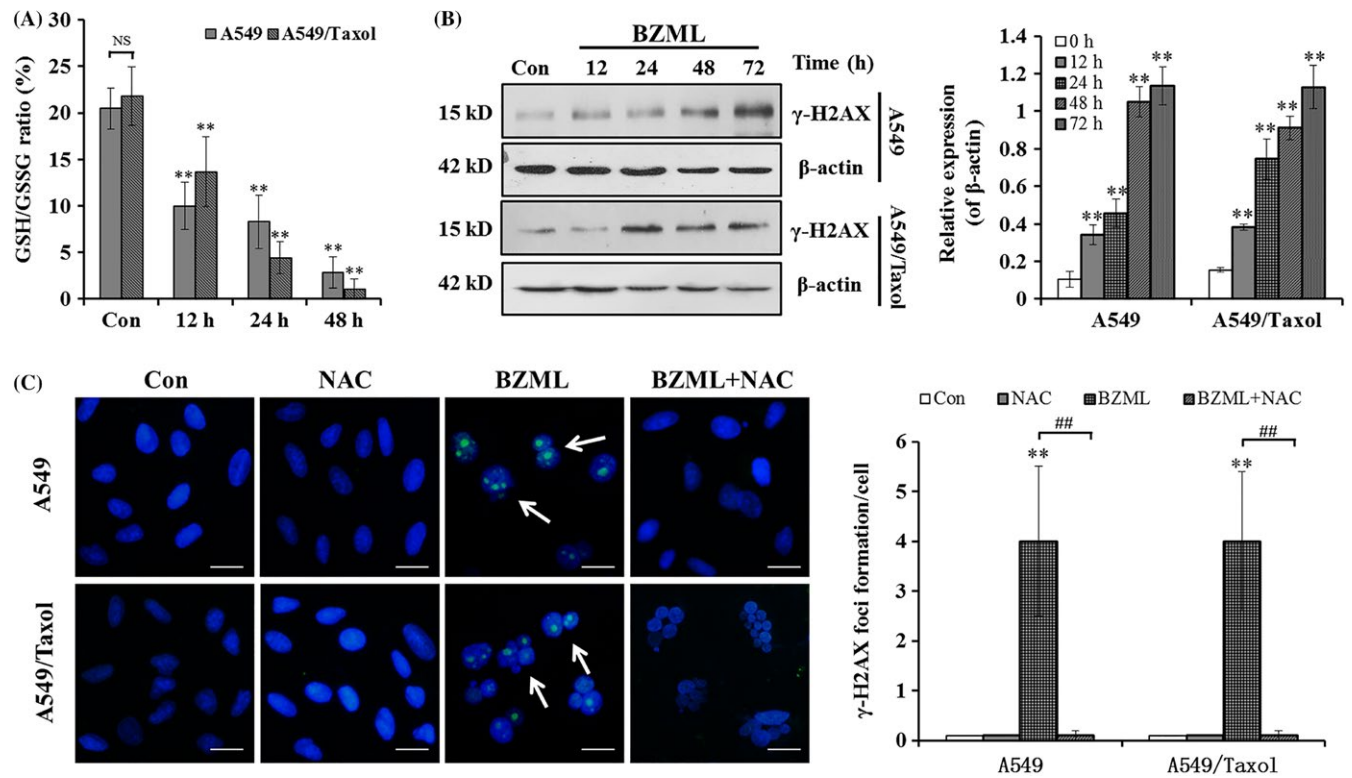 (A)
GSH/GSSG ratio (%)
30
25
20
15
10
5
0
A549 A549/Taxol
NS
** **
** **
** **
Con 12 h 24 h 48 h
(B)
BZML
Con 12 24 48 72 Time (h)
15 kD γ-H2AX
42 kD β-actin
A549
15 kD γ-H2AX
42 kD β-actin
A549/Taxol
Relative expression
(of β-actin)
1.4
1.2
1
0.8
0.6
0.4
0.2
0
0 h
12 h
24 h
48 h
72 h
** ** ** **
** ** ** **
A549 A549/Taxol
(C)
Con NAC BZML BZML+NAC
A549
A549/Taxol
Con NAC BZML BZML+NAC
γ-H2AX foci formation/cell
6
5
4
3
2
1
0
## ##
** **
A549 A549/Taxol